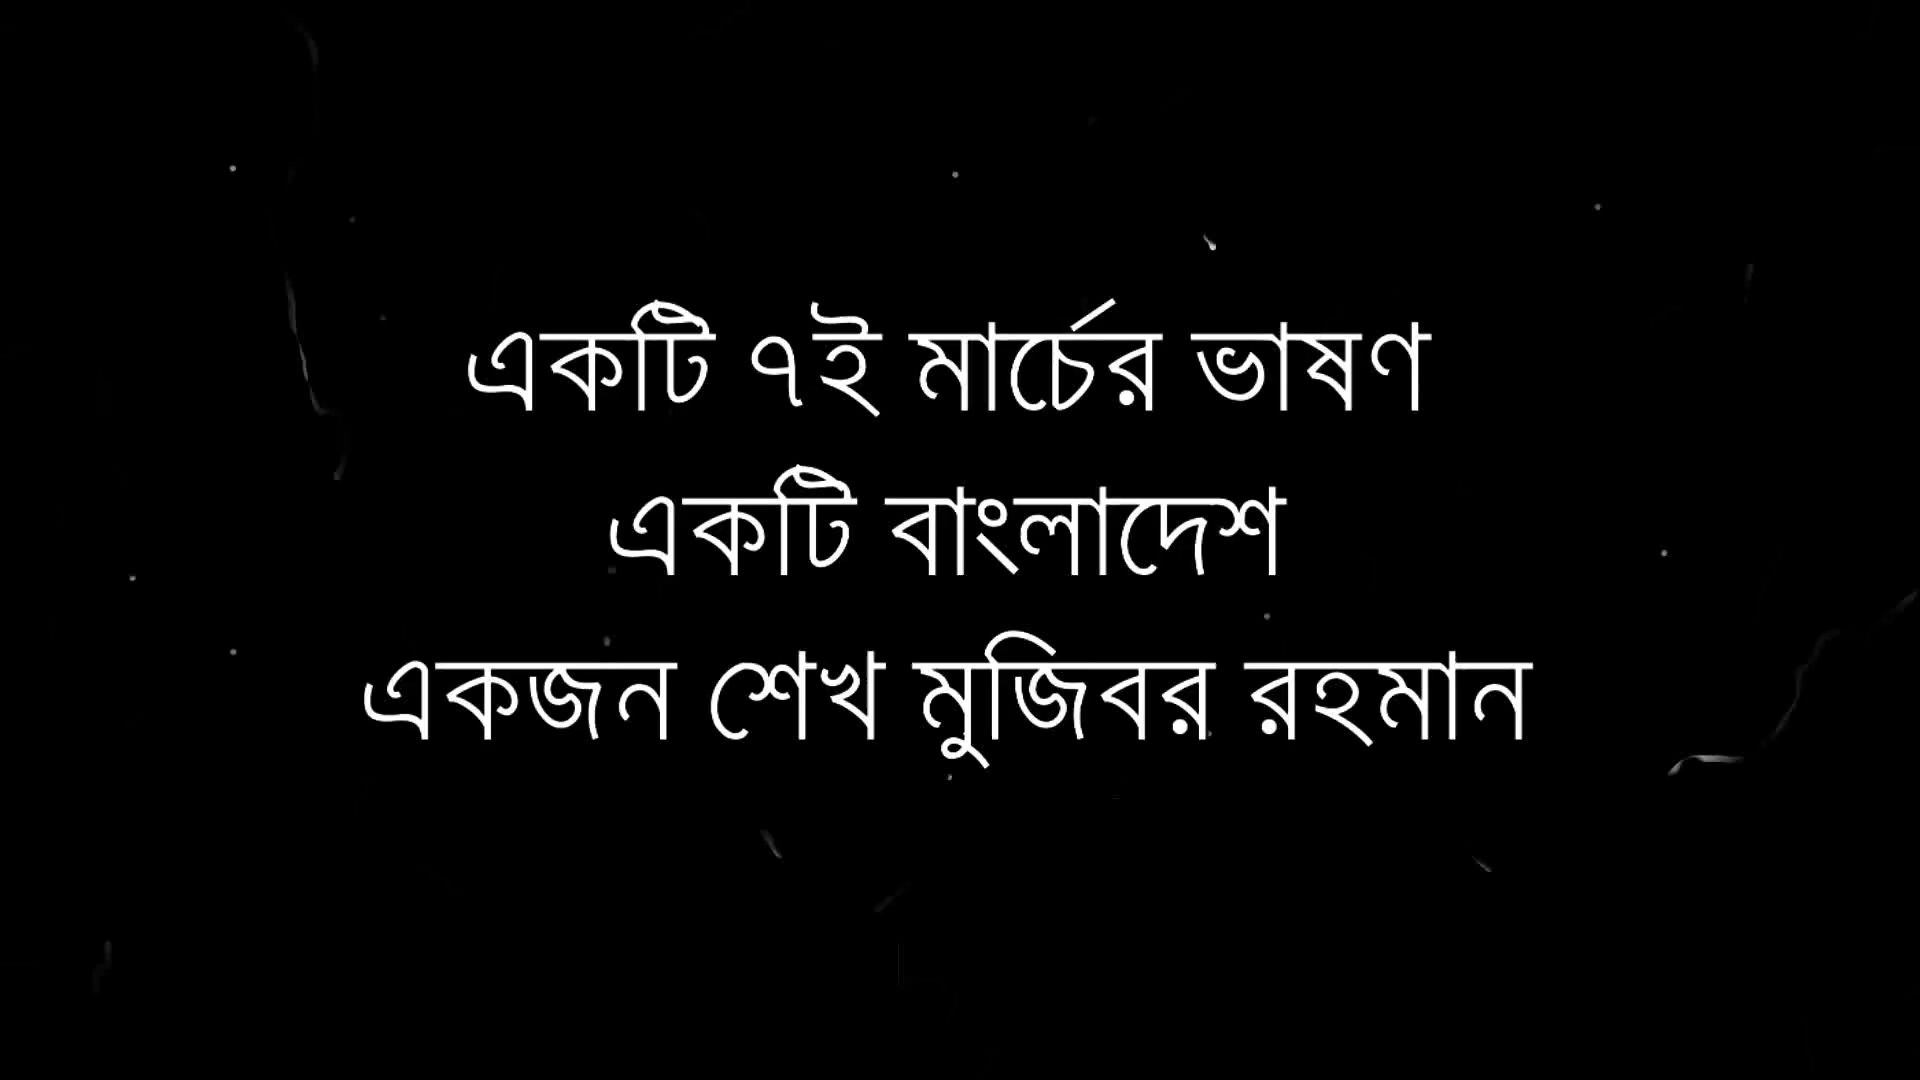 একটি ৭ই মার্চের ভাষণ
একটি বাংলাদেশ
একজন শেখ মুজিবর রহমান